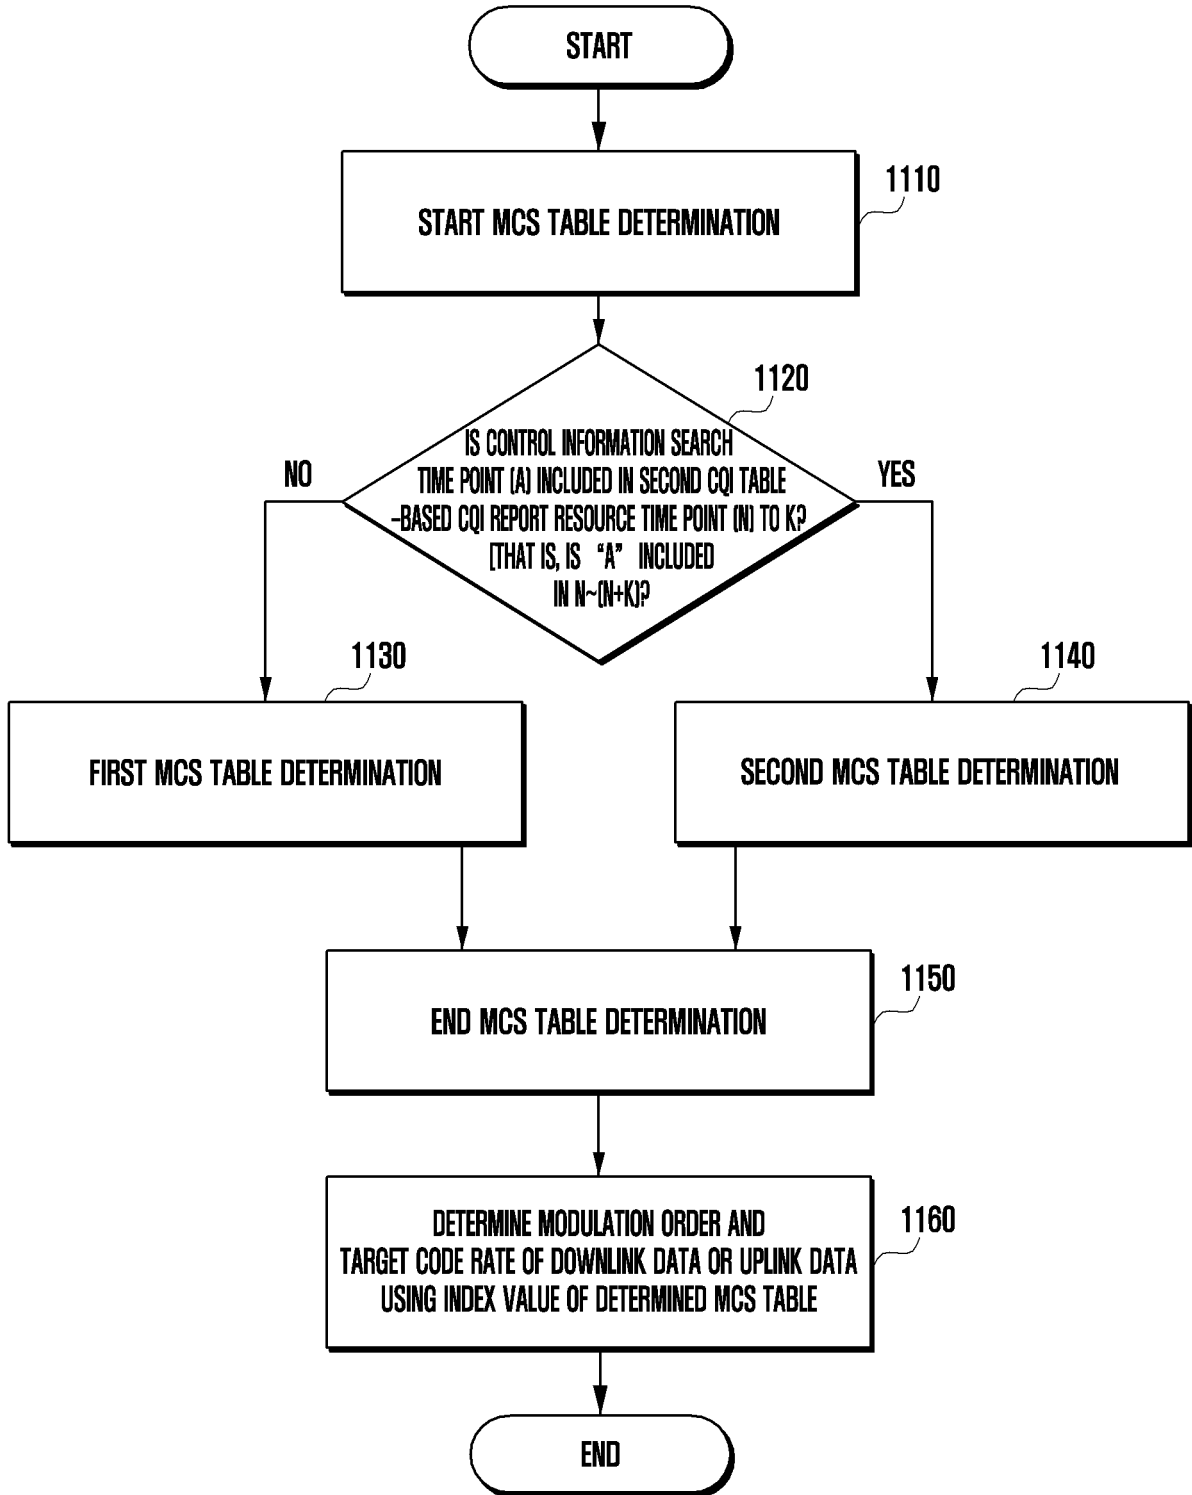 START
1110
START MCS TABLE DETERMINATION
1120
IS CONTROL INFORMATION SEARCH
TIME POINT (A) INCLUDED IN SECOND CQI TABLE
-BASED CQI REPORT RESOURCE TIME POINT (N) TO K?
[THAT IS, IS "A" INCLUDED
IN N~(N+K)?
NO
YES
1130
1140
FIRST MCS TABLE DETERMINATION
SECOND MCS TABLE DETERMINATION
1150
END MCS TABLE DETERMINATION
1160
DETERMINE MODULATION ORDER AND
TARGET CODE RATE OF DOWNLINK DATA OR UPLINK DATA
USING INDEX VALUE OF DETERMINED MCS TABLE
END